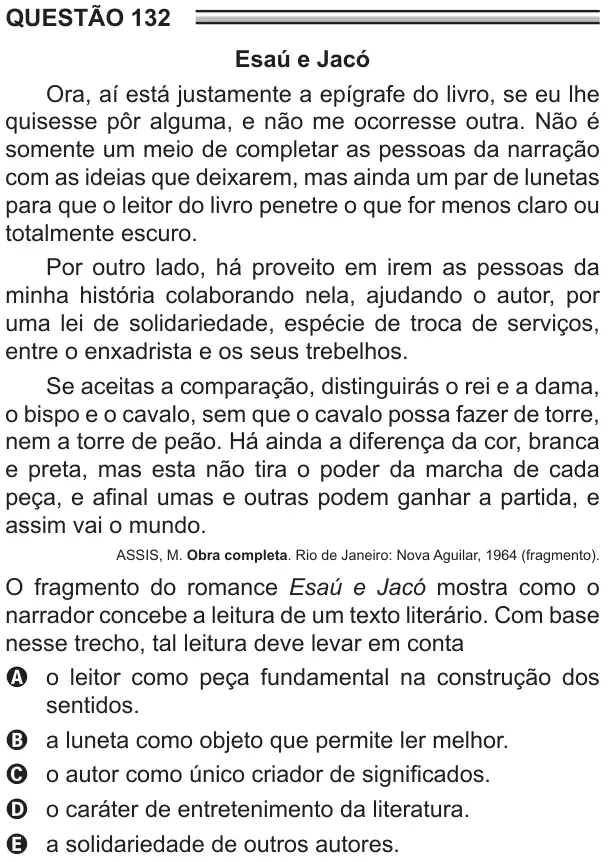 QUESTÃO 132
Esaú e Jacó
Ora, aí está justamente a epígrafe do livro, se eu lhe
quisesse pôr alguma, e não me ocorresse outra. Não é
somente um meio de completar as pessoas da narração
com as ideias que deixarem, mas ainda um par de lunetas
para que o leitor do livro penetre o que for menos claro ou
totalmente escuro.
Por outro lado, há proveito em irem as pessoas da
minha história colaborando nela, ajudando o autor, por
uma lei de solidariedade, espécie de troca de serviços,
entre o enxadrista e os seus trebelhos.
Se aceitas a comparação, distinguirás o rei e a dama,
o bispo e o cavalo, sem que o cavalo possa fazer de torre,
nem a torre de peão. Há ainda a diferença da cor, branca
e preta, mas esta não tira o poder da marcha de cada
peça, e afinal umas e outras podem ganhar a partida, e
assim vai o mundo.
ASSIS, M. Obra completa. Rio de Janeiro: Nova Aguilar, 1964 (fragmento).
O fragmento do romance Esaú e Jacó mostra como o
narrador concebe a leitura de um texto literário. Com base
nesse trecho, tal leitura deve levar em conta
A o leitor como peça fundamental na construção dos
sentidos.
B a luneta como objeto que permite ler melhor.
C o autor como único criador de significados.
D o caráter de entretenimento da literatura.
E a solidariedade de outros autores.